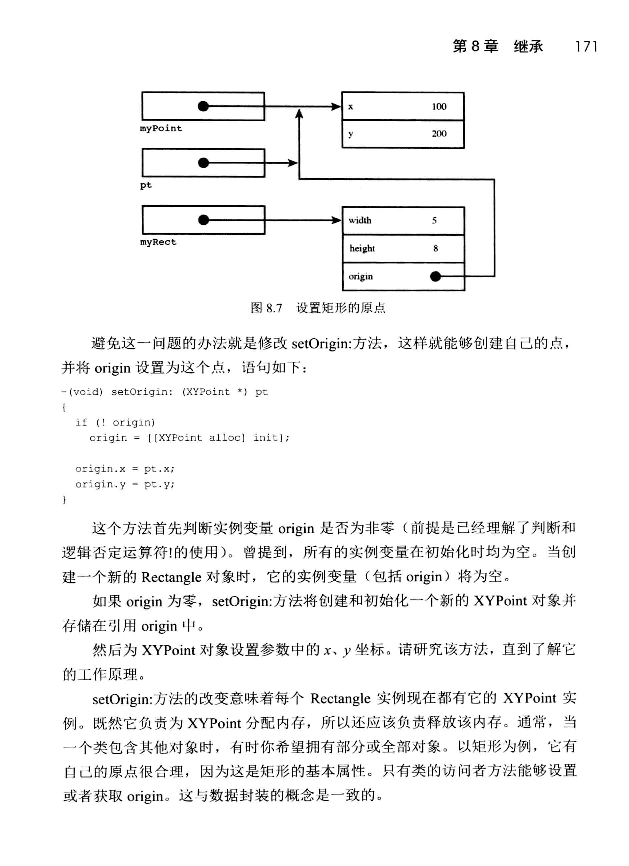 第 8 章 继承 171
x 100
myPoint
y 200
pt
width 5
myRect
height 8
origin
图 8.7 设置矩形的原点
避免这一问题的办法就是修改 setOrigin:方法，这样就能够创建自己的点，
并将 origin 设置为这个点，语句如下：
-(void) setOrigin: (XYPoint *) pt
{
if (! origin)
origin = [[XYPoint alloc] init];
origin.x = pt.x;
origin.y = pt.y;
}
这个方法首先判断实例变量 origin 是否为非零（前提是已经理解了判断和
逻辑否定运算符!的使用）。曾提到，所有的实例变量在初始化时均为空。当创
建一个新的 Rectangle 对象时，它的实例变量（包括 origin）将为空。
如果 origin 为零，setOrigin:方法将创建和初始化一个新的 XYPoint 对象并
存储在引用 origin 中。
然后为 XYPoint 对象设置参数中的 x、y 坐标。请研究该方法，直到了解它
的工作原理。
setOrigin:方法的改变意味着每个 Rectangle 实例现在都有它的 XYPoint 实
例。既然它负责为 XYPoint 分配内存，所以还应该负责释放该内存。通常，当
一个类包含其他对象时，有时你希望拥有部分或全部对象。以矩形为例，它有
自己的原点很合理，因为这是矩形的基本属性。只有类的访问者方法能够设置
或者获取 origin。这与数据封装的概念是一致的。